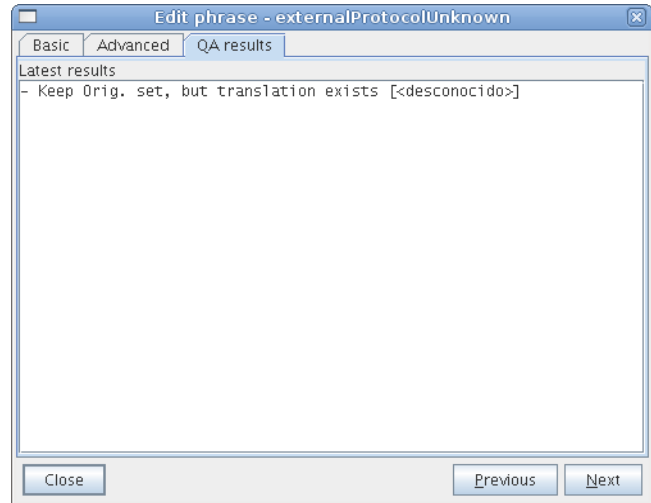 Edit phrase - externalProtocolUnknown
Basic Advanced QA results
Latest results
- Keep Orig. set, but translation exists [<desconocido>]
Close Previous Next